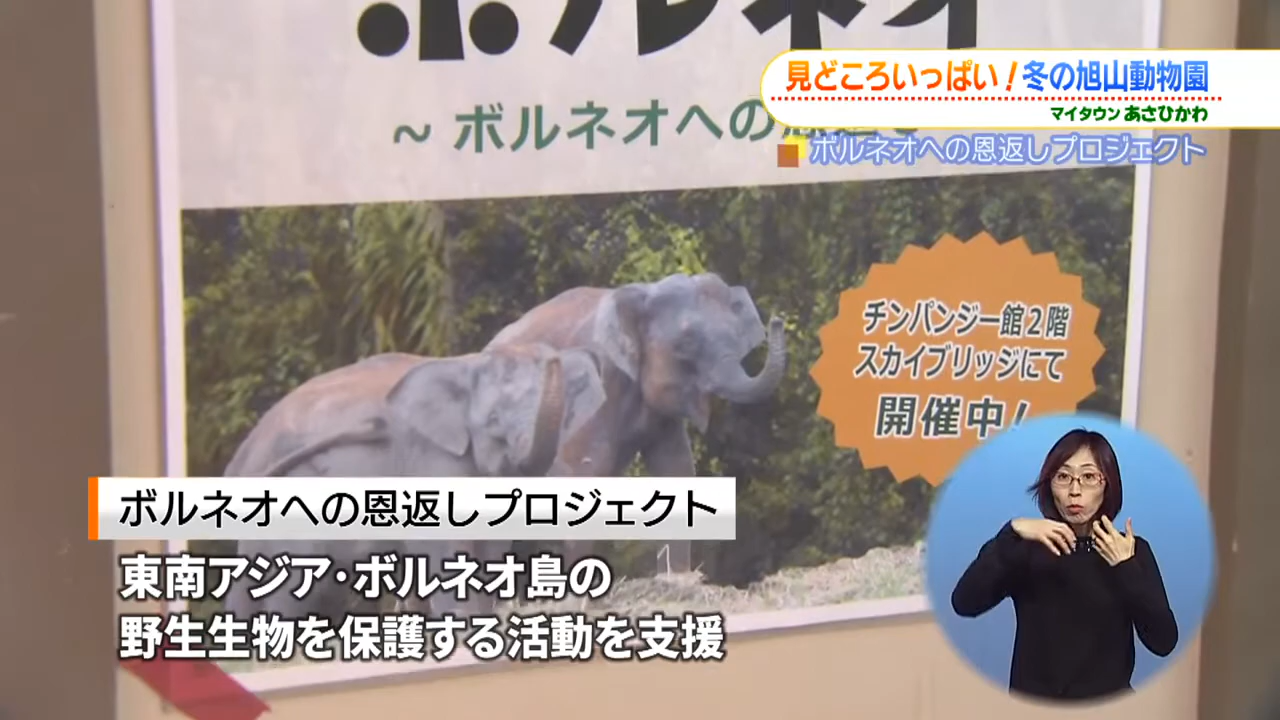 ボルネオ
見どころいっぱい!冬の旭山動物園
マイタウン あさひかわ
~ ボルネオへの
ボルネオへの恩返しプロジェクト
チンパンジー館2階
スカイブリッジにて
開催中!
ボルネオへの恩返しプロジェクト
東南アジア・ボルネオ島の
野生生物を保護する活動を支援